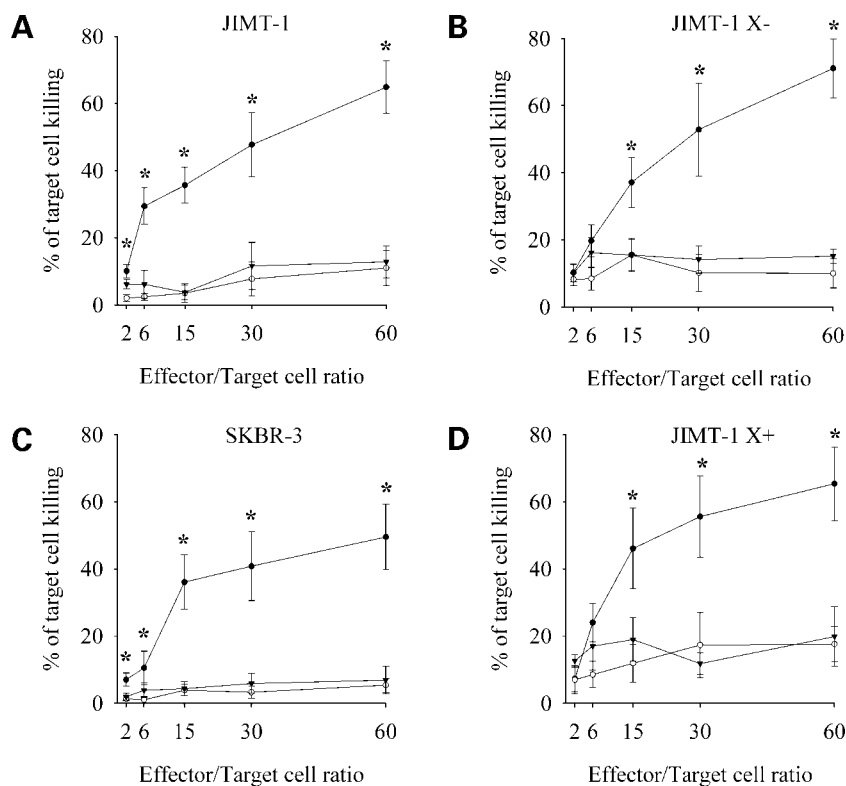 A
JIMT-1
% of target cell killing
80
60
40
20
0
* * * * *
2 6 15 30 60
Effector/Target cell ratio
B
JIMT-1 X-
% of target cell killing
80
60
40
20
0
* * *
2 6 15 30 60
Effector/Target cell ratio
C
SKBR-3
% of target cell killing
80
60
40
20
0
* * * * *
2 6 15 30 60
Effector/Target cell ratio
D
JIMT-1 X+
% of target cell killing
80
60
40
20
0
* * *
2 6 15 30 60
Effector/Target cell ratio